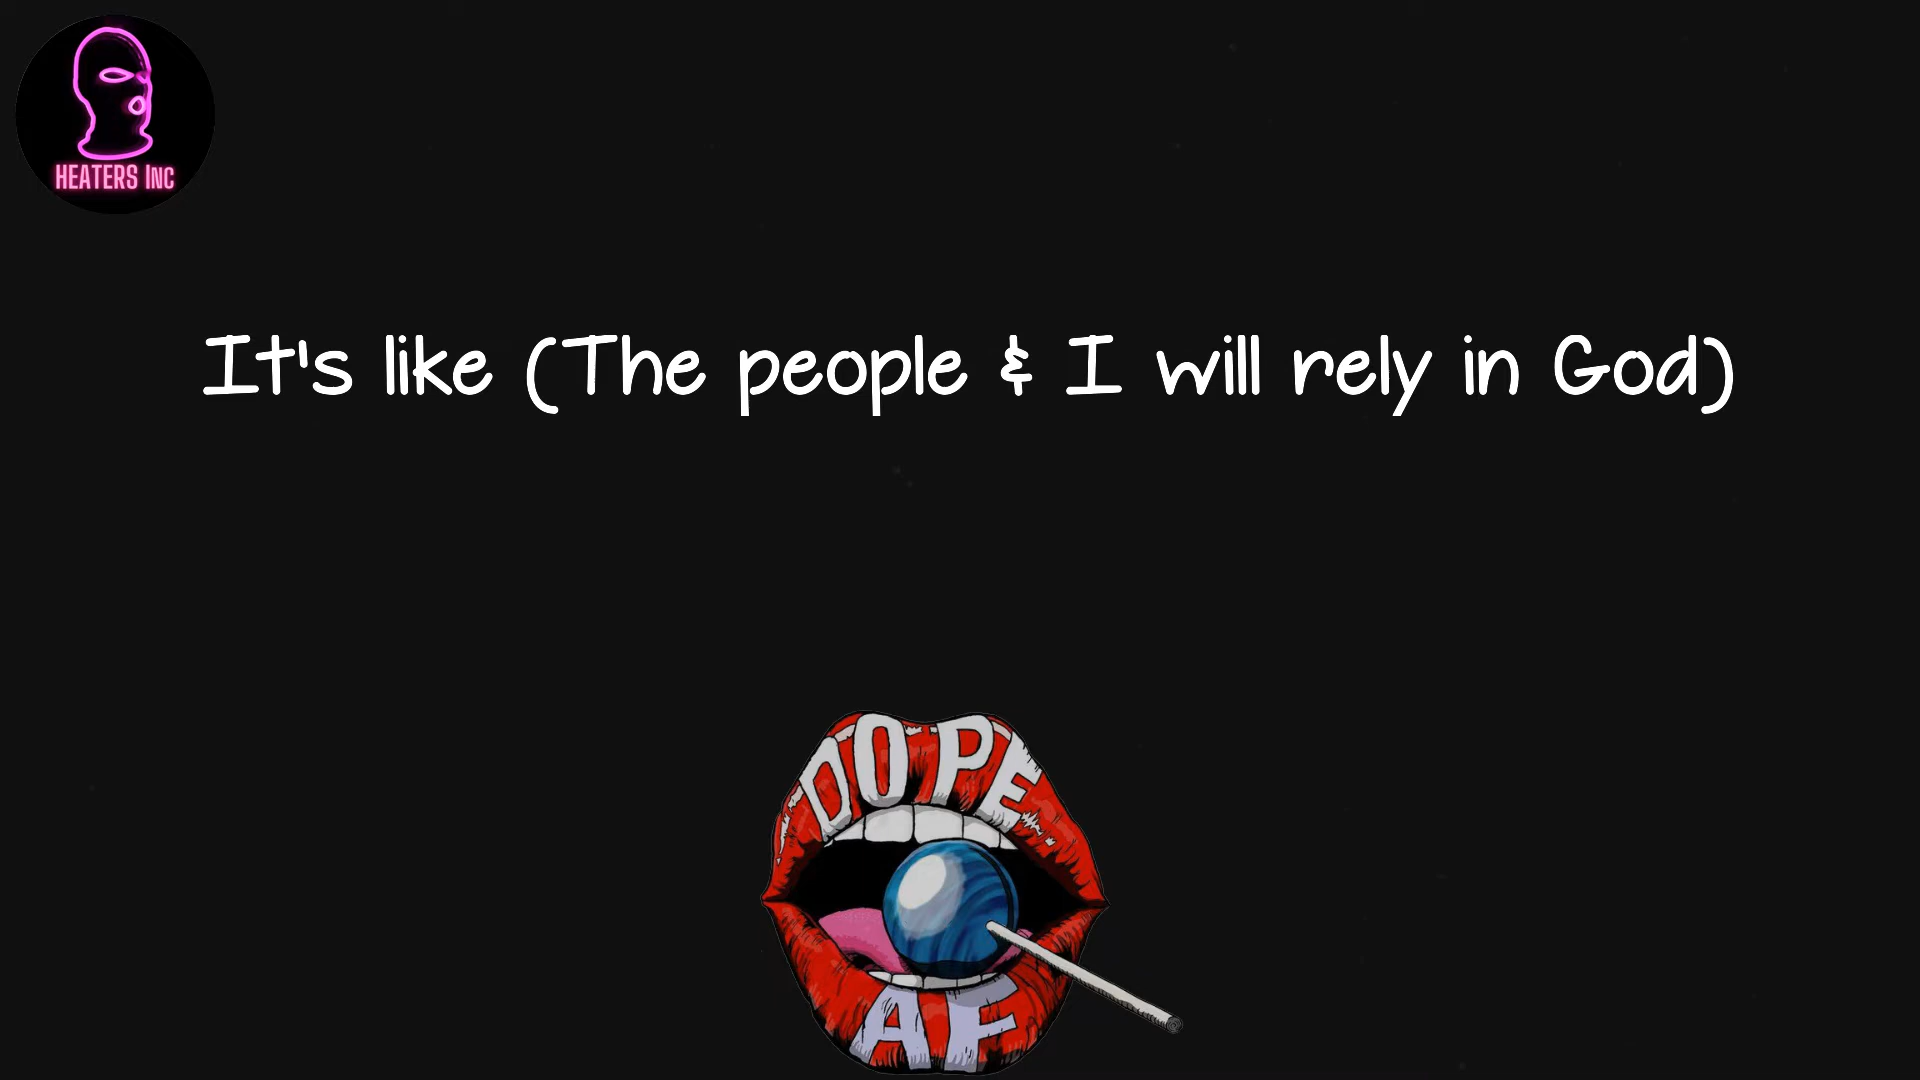 HEATERS INC
It's like (The people & I will rely in God)
DOPE
AF